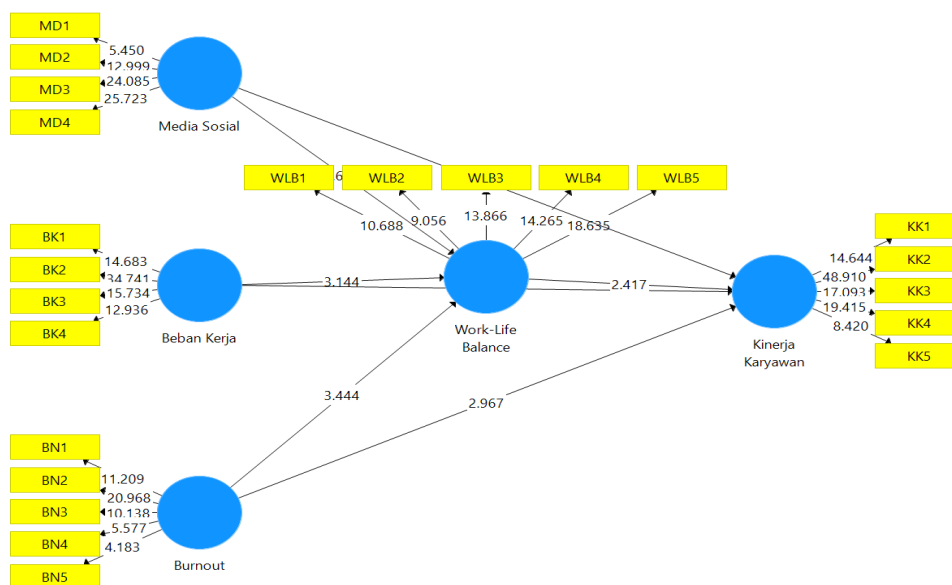 MD1
MD2
MD3
MD4
5.450
12.999
24.085
25.723
Media Sosial
WLB1
WLB2
WLB3
WLB4
WLB5
10.688
9.056
13.866
14.265
18.635
BK1
BK2
BK3
BK4
14.683
34.741
15.734
12.936
Beban Kerja
3.144
Work-Life
Balance
2.417
KK1
KK2
KK3
KK4
KK5
14.644
48.910
17.093
19.415
8.420
Kinerja
Karyawan
3.444
2.967
BN1
BN2
BN3
BN4
BN5
11.209
20.968
10.138
5.577
4.183
Burnout